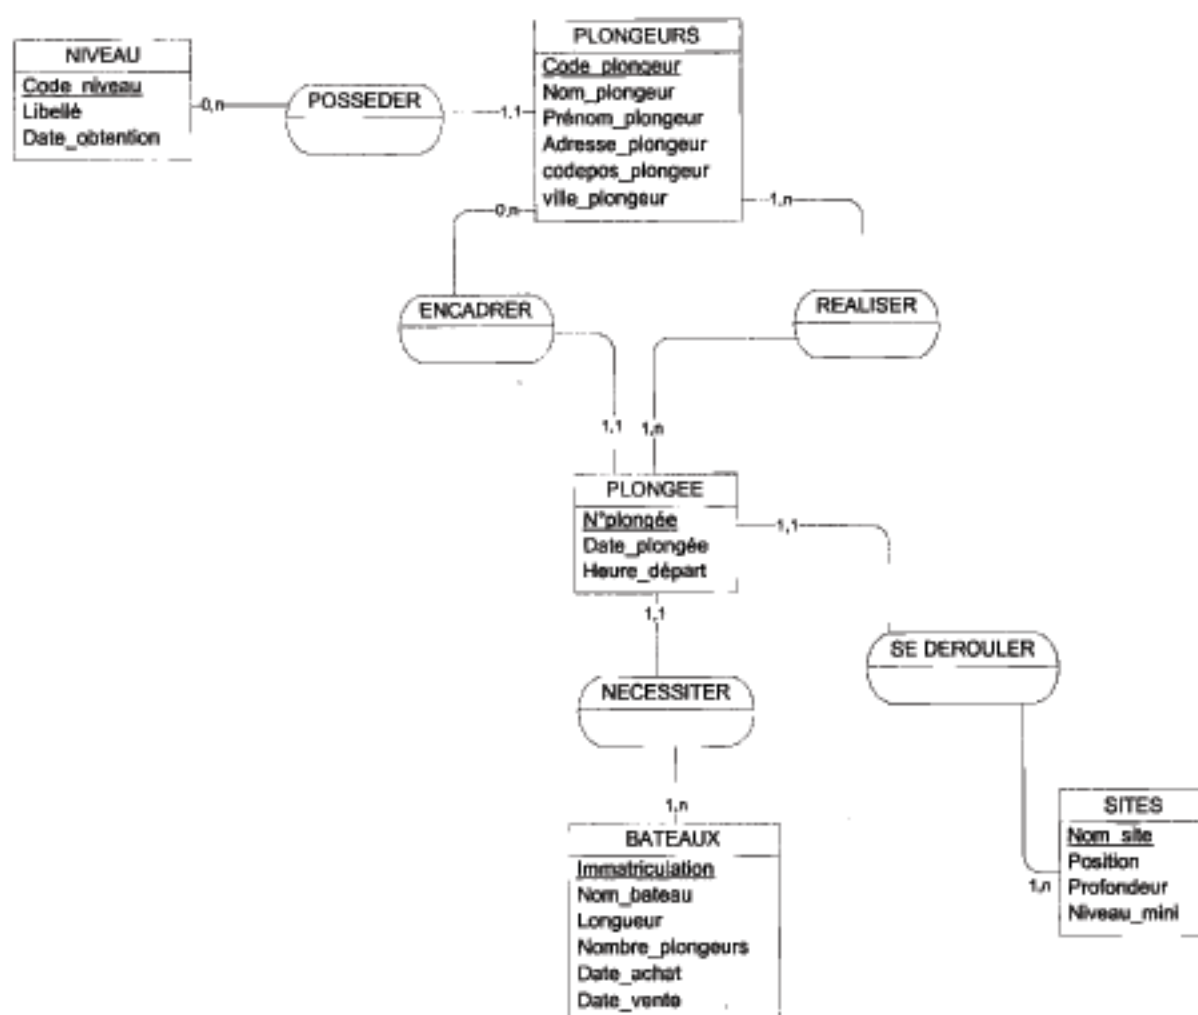 NIVEAU
Code_niveau
Libellé
Date_obtention
0,n
POSSEDER
1,1
PLONGEURS
Code_plongeur
Nom_plongeur
Prénom_plongeur
Adresse_plongeur
codepos_plongeur
ville_plongeur
0,n
1,n
ENCADRER
REALISER
1,1
1,n
PLONGEE
N°plongée
Date_plongée
Heure_départ
1,1
1,1
SE DEROULER
NECESSITER
1,n
BATEAUX
Immatriculation
Nom_bateau
Longueur
Nombre_plongeurs
Date_achat
Date_vente
1,n
SITES
Nom_site
Position
Profondeur
Niveau_mini